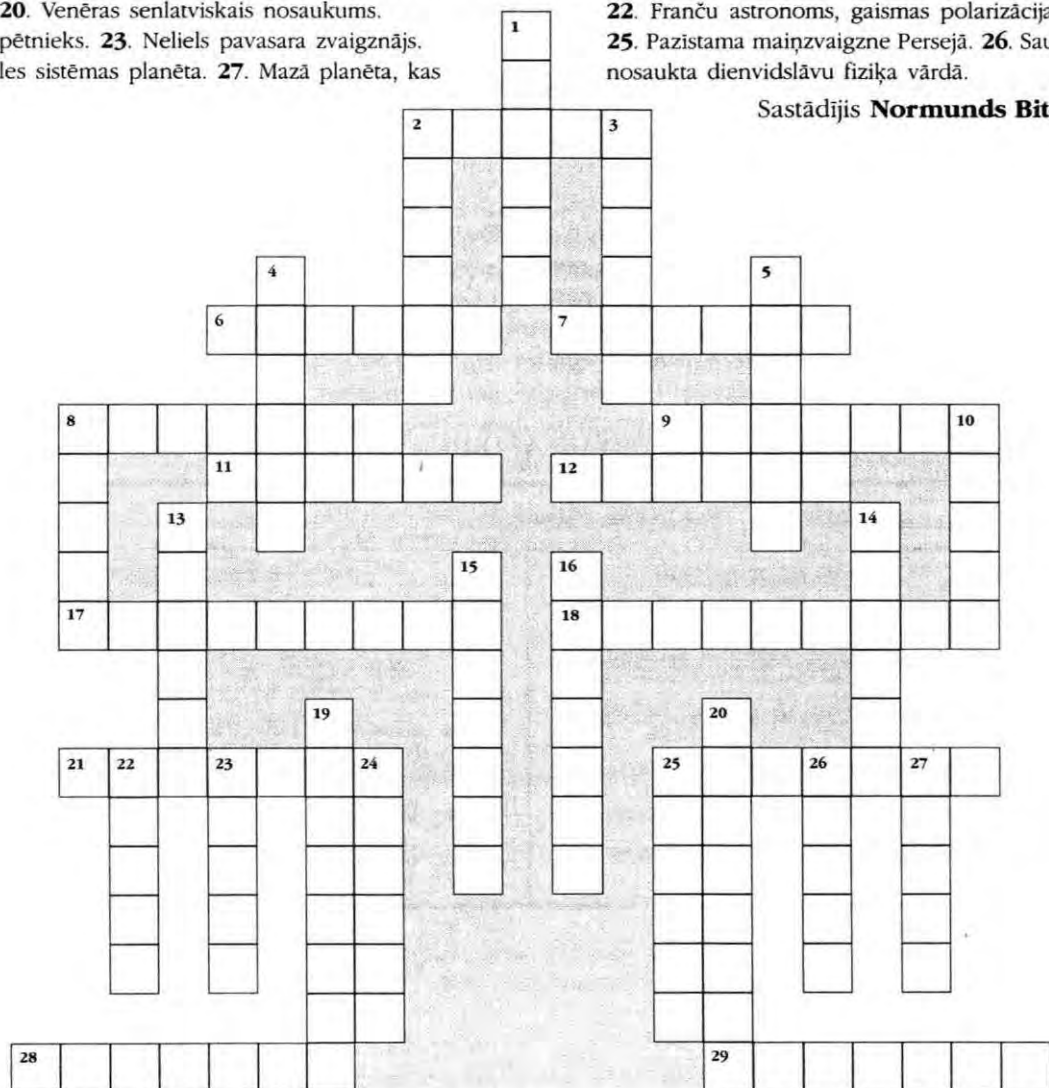 20. Venēras senlatviskais nosaukums.
22. Franču astronoms, gaismas polarizācija
pētnieks. 23. Neliels pavasara zvaigznājs.
25. Pazīstama maiņzvaigzne Persejā. 26. Sau
les sistēmas planēta. 27. Mazā planēta, kas
nosaukta dienvidslāvu fiziķa vārdā.
Sastādījis Normunds Bit
1
2 3
4 5
6 7
8 9 10
11 12
13 14
15 16
17 18
19 20
21 22 23 24 25 26 27
28 29